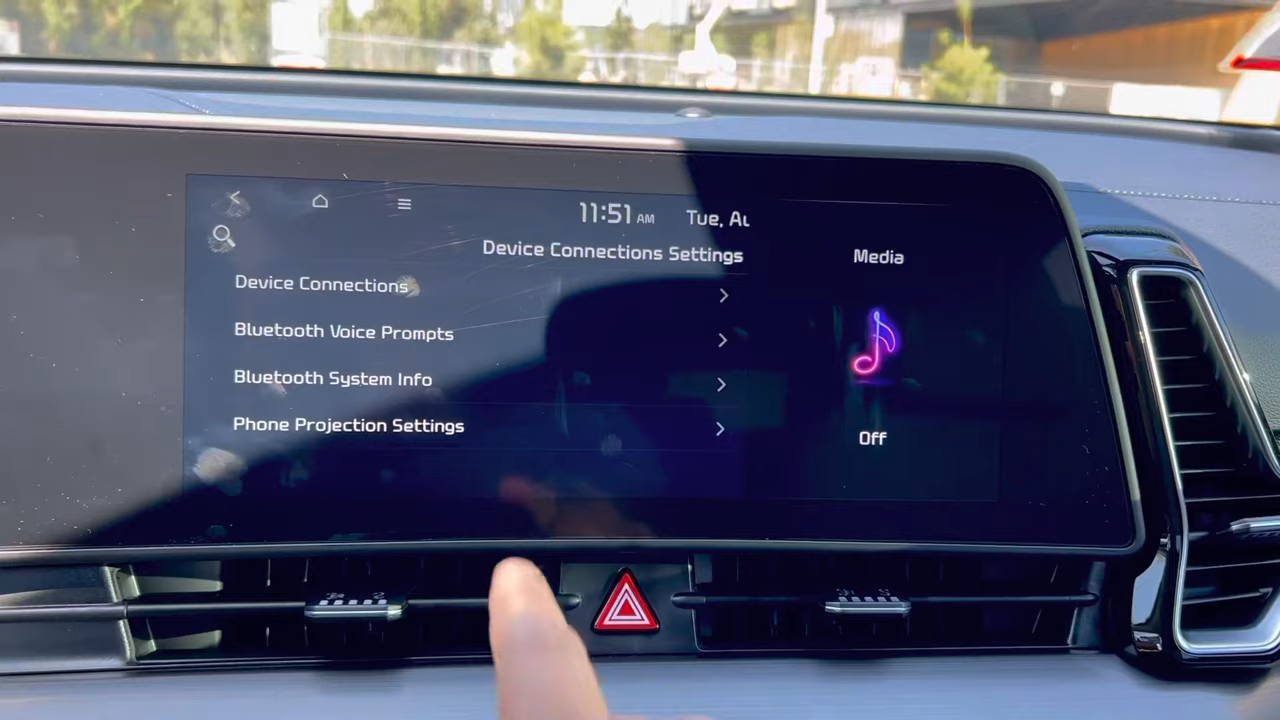 11:51 AM Tue, Au
Device Connections Settings
Media
Device Connections
Bluetooth Voice Prompts
Bluetooth System Info
Phone Projection Settings
Off